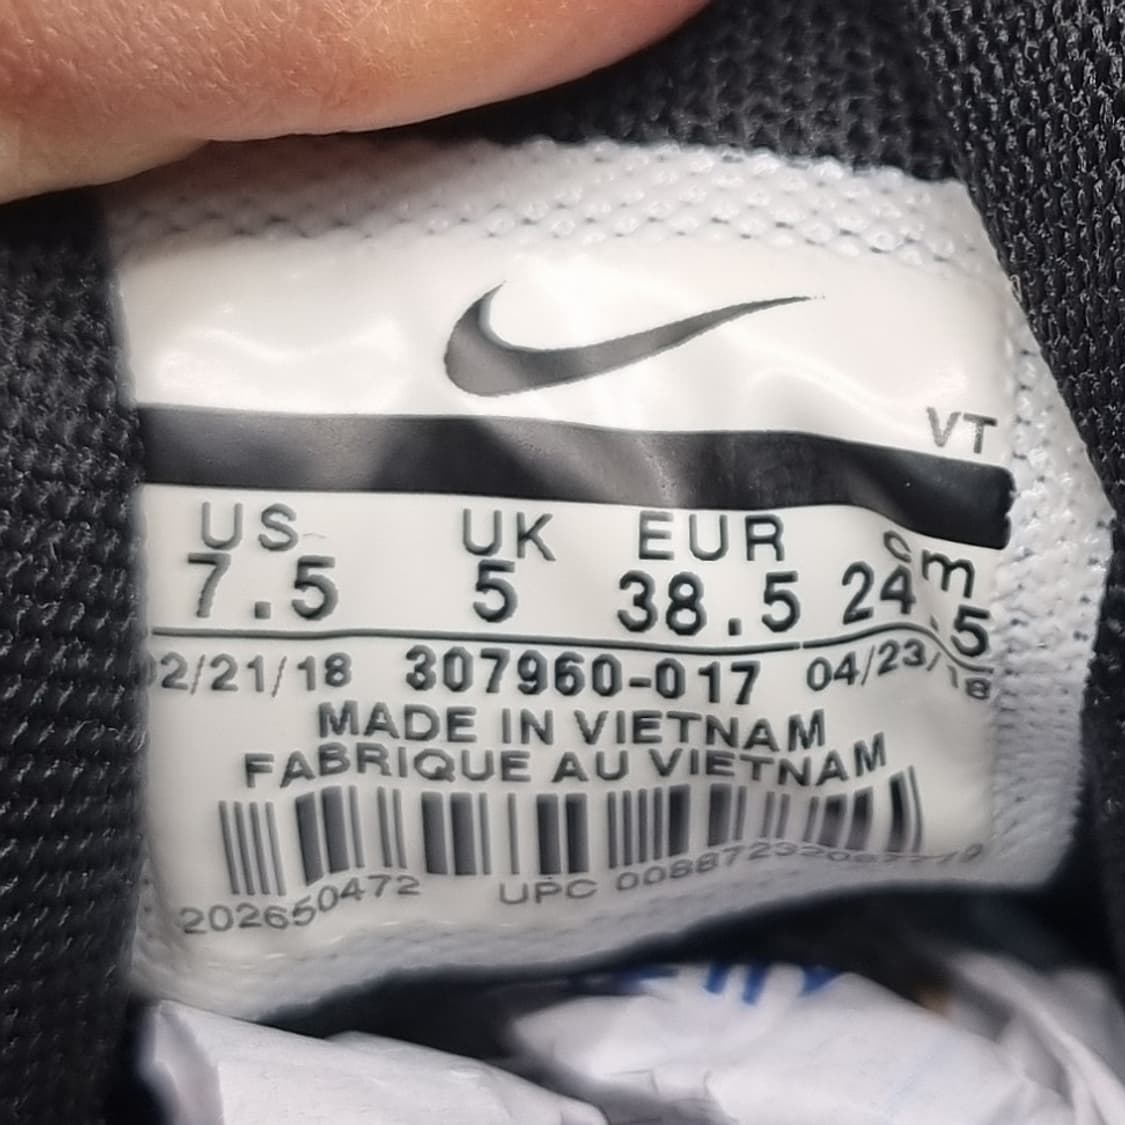 VT
US UK EUR cm
7.5 5 38.5 24.5
02/21/18 307960-017 04/23/18
MADE IN VIETNAM
FABRIQUE AU VIETNAM
202650472 UPC